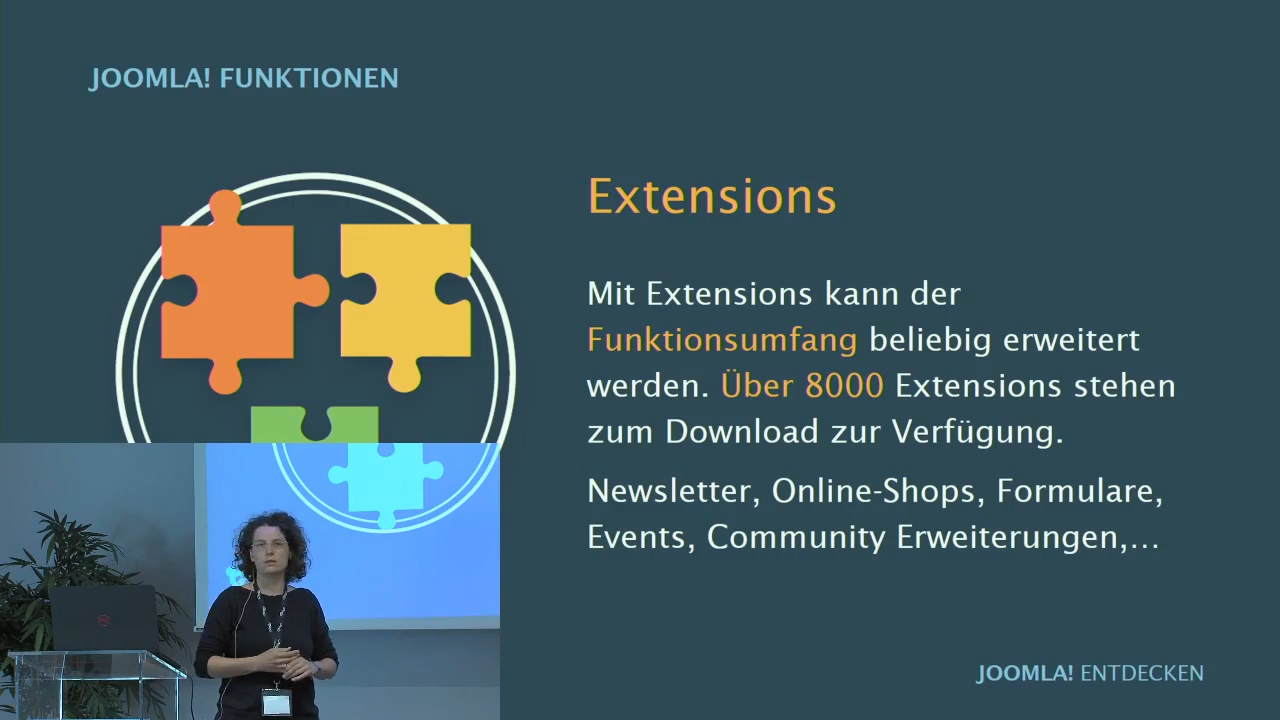 JOOMLA! FUNKTIONEN
Extensions
Mit Extensions kann der
Funktionsumfang beliebig erweitert
werden. Über 8000 Extensions stehen
zum Download zur Verfügung.
Newsletter, Online-Shops, Formulare,
Events, Community Erweiterungen,...
JOOMLA! ENTDECKEN